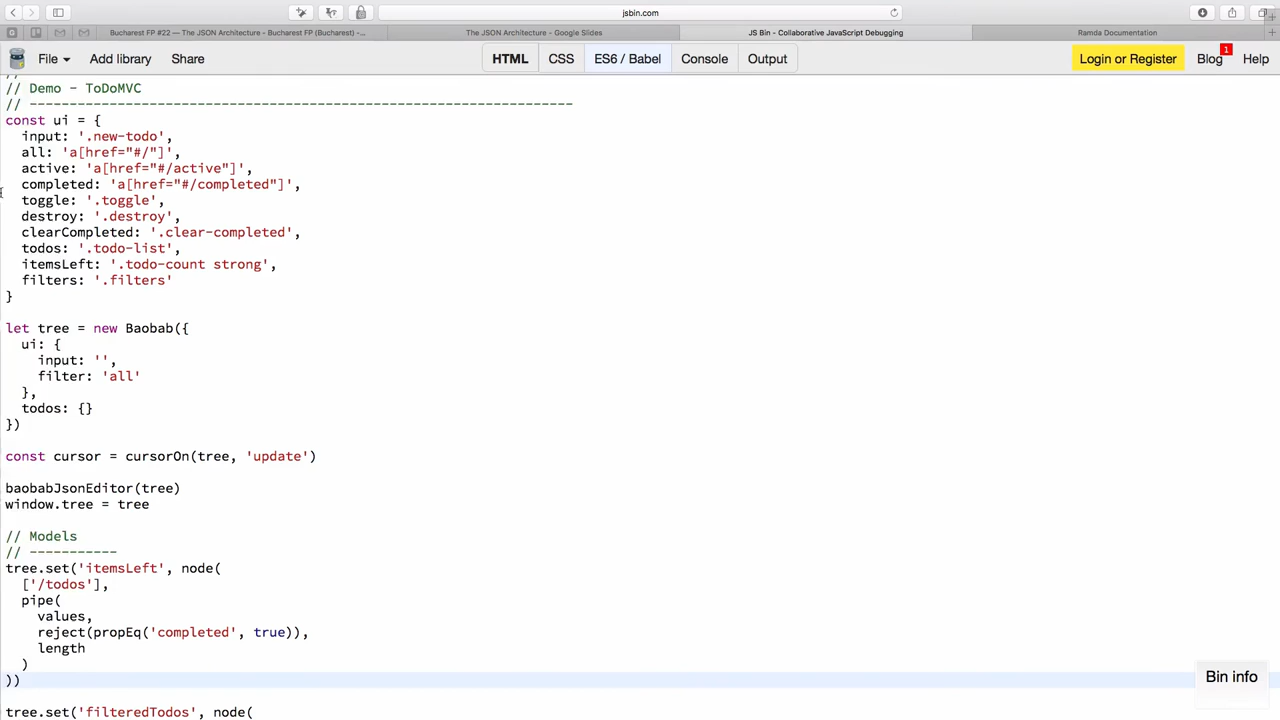 jsbin.com
Bucharest FP #22 — The JSON Architecture - Bucharest FP (Bucharest) -...
The JSON Architecture - Google Slides
JS Bin - Collaborative JavaScript Debugging
Ramda Documentation
File
Add library
Share
HTML
CSS
ES6 / Babel
Console
Output
Login or Register
Blog
1
Help
// Demo - ToDoMVC
// --------------------------------------------------------------------
const ui = {
  input: '.new-todo',
  all: 'a[href="#/"]',
  active: 'a[href="#/active"]',
  completed: 'a[href="#/completed"]',
  toggle: '.toggle',
  destroy: '.destroy',
  clearCompleted: '.clear-completed',
  todos: '.todo-list',
  itemsLeft: '.todo-count strong',
  filters: '.filters'
}
let tree = new Baobab({
  ui: {
    input: '',
    filter: 'all'
  },
  todos: {}
})
const cursor = cursorOn(tree, 'update')
baobabJsonEditor(tree)
window.tree = tree
// Models
// -----------
tree.set('itemsLeft', node(
  ['/todos'],
  pipe(
    values,
    reject(propEq('completed', true)),
    length
  )
))
tree.set('filteredTodos', node(
Bin info